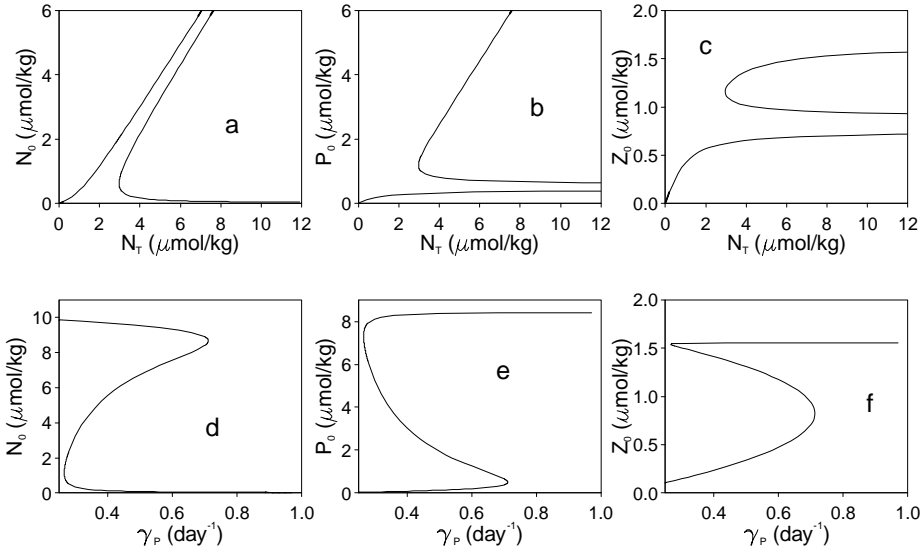 6
4
2
0
N₀ (μmol/kg)
a
0 2 4 6 8 10 12
N_T (μmol/kg)
6
4
2
0
P₀ (μmol/kg)
b
0 2 4 6 8 10 12
N_T (μmol/kg)
2.0
1.5
1.0
0.5
0.0
Z₀ (μmol/kg)
c
0 2 4 6 8 10 12
N_T (μmol/kg)
10
8
6
4
2
0
N₀ (μmol/kg)
d
0.4 0.6 0.8 1.0
γ_P (day⁻¹)
8
6
4
2
0
P₀ (μmol/kg)
e
0.4 0.6 0.8 1.0
γ_P (day⁻¹)
2.0
1.5
1.0
0.5
0.0
Z₀ (μmol/kg)
f
0.4 0.6 0.8 1.0
γ_P (day⁻¹)